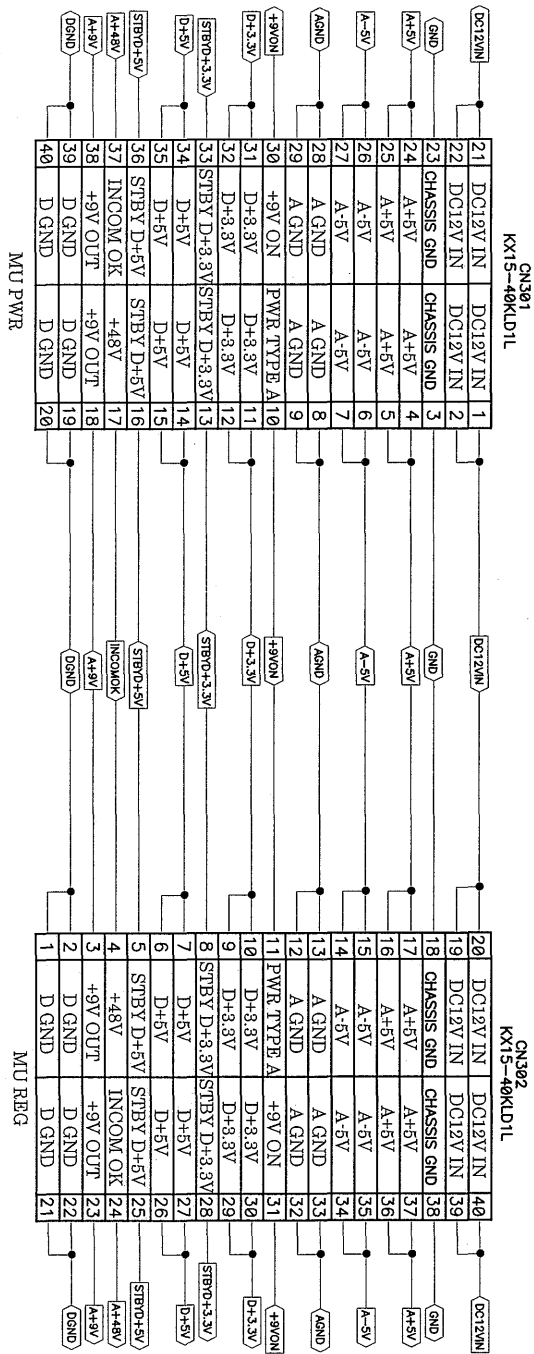 DC12VIN
GND
A+5V
A-5V
AGND
+9VON
D+3.3V
STBYD+3.3V
D+5V
STBYD+5V
A+48V
A+9V
DGND
CN301
KX15-40KLD1L
21 DC12V IN DC12V IN 1
22 DC12V IN DC12V IN 2
23 CHASSIS GND CHASSIS GND 3
24 A+5V A+5V 4
25 A+5V A+5V 5
26 A-5V A-5V 6
27 A-5V A-5V 7
28 A GND A GND 8
29 A GND A GND 9
30 +9V ON PWR TYPE A 10
31 D+3.3V D+3.3V 11
32 D+3.3V D+3.3V 12
33 STBY D+3.3V STBY D+3.3V 13
34 D+5V D+5V 14
35 D+5V D+5V 15
36 STBY D+5V STBY D+5V 16
37 INCOM OK +48V 17
38 +9V OUT +9V OUT 18
39 D GND D GND 19
40 D GND D GND 20
MU PWR
DC12VIN
GND
A+5V
A-5V
AGND
+9VON
D+3.3V
STBYD+3.3V
D+5V
STBYD+5V
INCOMOK
A+9V
DGND
CN302
KX15-40KLD1L
20 DC12V IN DC12V IN 40
19 DC12V IN DC12V IN 39
18 CHASSIS GND CHASSIS GND 38
17 A+5V A+5V 37
16 A+5V A+5V 36
15 A-5V A-5V 35
14 A-5V A-5V 34
13 A GND A GND 33
12 A GND A GND 32
11 PWR TYPE A +9V ON 31
10 D+3.3V D+3.3V 30
9 D+3.3V D+3.3V 29
8 STBY D+3.3V STBY D+3.3V 28
7 D+5V D+5V 27
6 D+5V D+5V 26
5 STBY D+5V STBY D+5V 25
4 +48V INCOM OK 24
3 +9V OUT +9V OUT 23
2 D GND D GND 22
1 D GND D GND 21
MU REG
DC12VIN
GND
A+5V
A-5V
AGND
+9VON
D+3.3V
STBYD+3.3V
D+5V
STBYD+5V
A+48V
A+9V
DGND